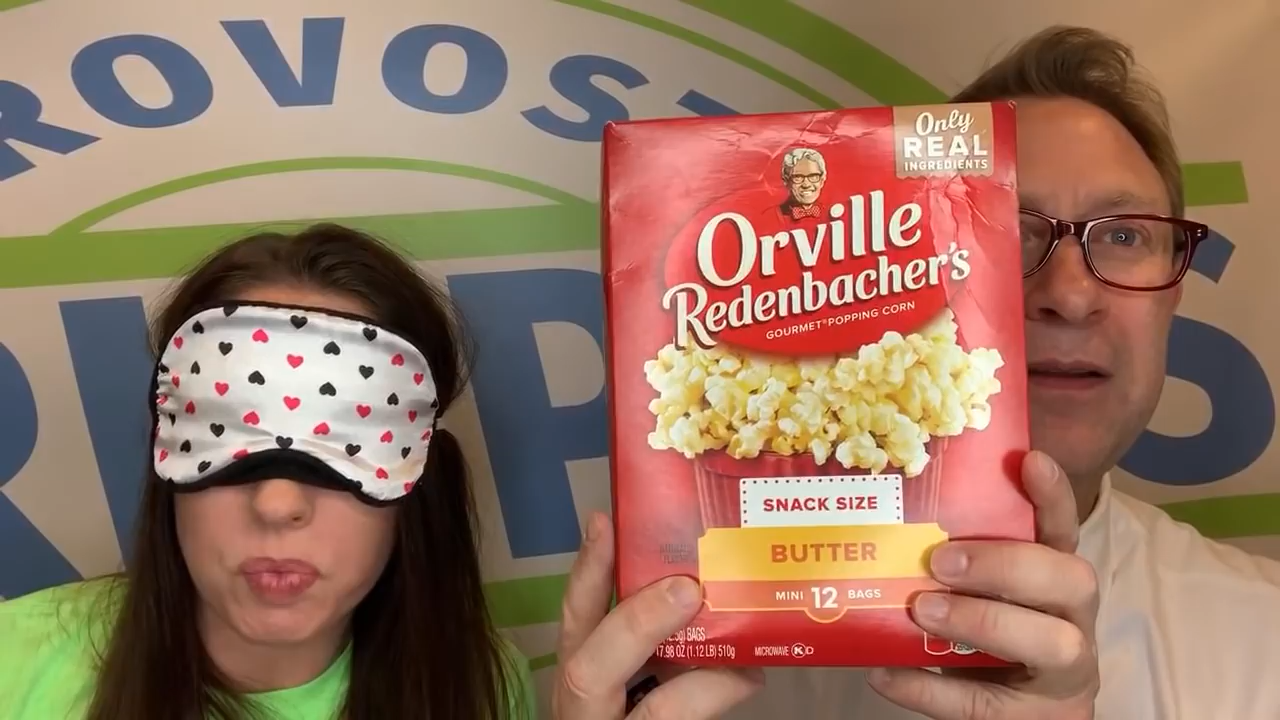 ROVOS
Only
REAL
INGREDIENTS
Orville
Redenbacher's
GOURMET® POPPING CORN
SNACK SIZE
BUTTER
MINI 12 BAGS
BAGS
17.98 OZ (1.12 LB) 510g
MICROWAVE K D